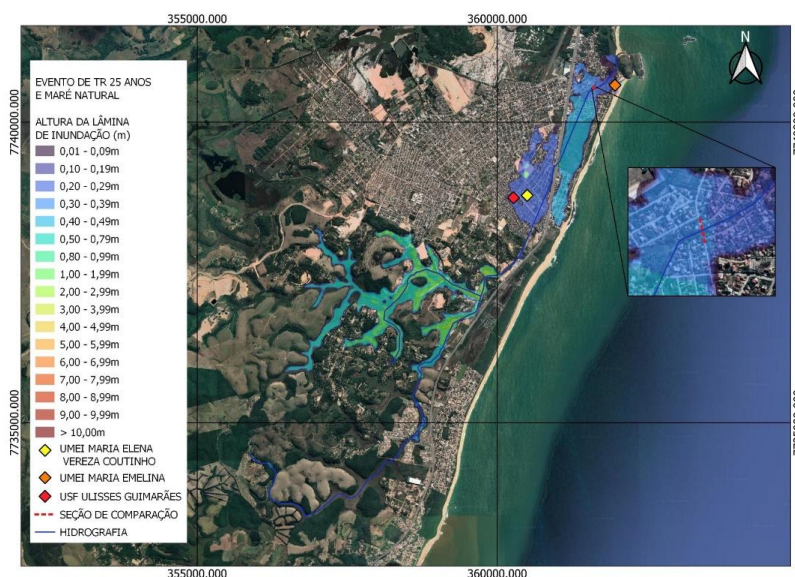 355000.000
360000.000
N
EVENTO DE TR 25 ANOS
E MARÉ NATURAL
ALTURA DA LÂMINA
DE INUNDAÇÃO (m)
0,01 - 0,09m
0,10 - 0,19m
0,20 - 0,29m
0,30 - 0,39m
0,40 - 0,49m
0,50 - 0,79m
0,80 - 0,99m
1,00 - 1,99m
2,00 - 2,99m
3,00 - 3,99m
4,00 - 4,99m
5,00 - 5,99m
6,00 - 6,99m
7,00 - 7,99m
8,00 - 8,99m
9,00 - 9,99m
> 10,00m
UMEI MARIA ELENA
VEREZA COUTINHO
UMEI MARIA EMELINA
USF ULISSES GUIMARÃES
SEÇÃO DE COMPARAÇÃO
HIDROGRAFIA
7740000.000
7735000.000
7740000.000
7735000.000
355000.000
360000.000